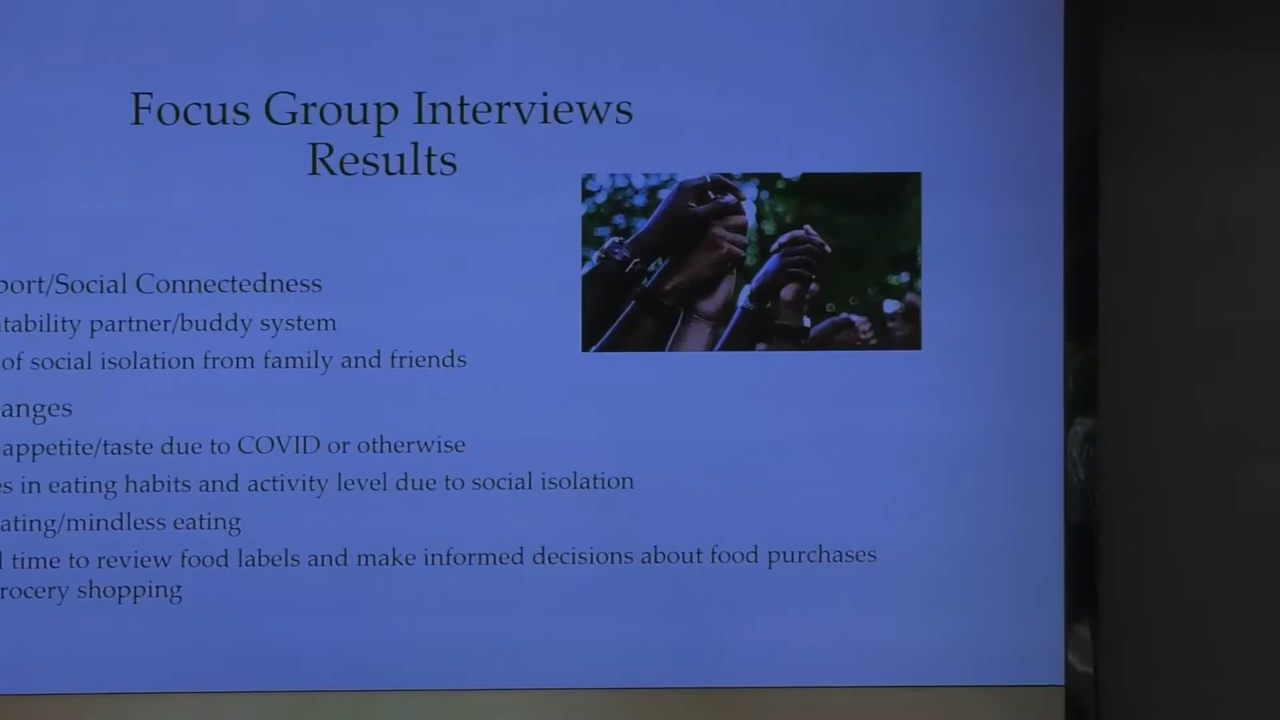 Focus Group Interviews
Results
port/Social Connectedness
tability partner/buddy system
of social isolation from family and friends
anges
appetite/taste due to COVID or otherwise
s in eating habits and activity level due to social isolation
ating/mindless eating
time to review food labels and make informed decisions about food purchases
rocery shopping